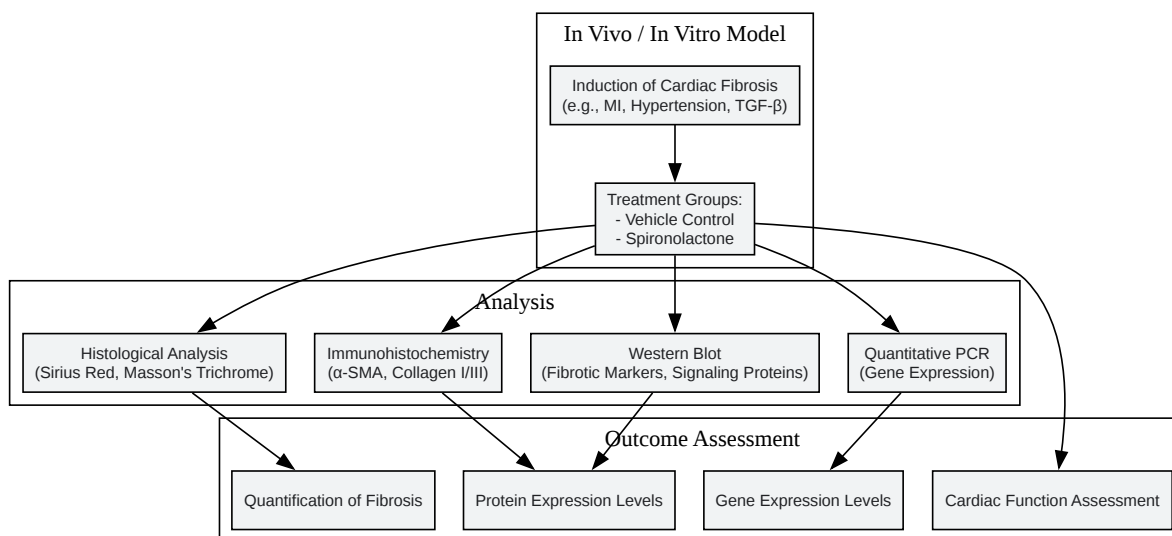 In Vivo / In Vitro Model
Induction of Cardiac Fibrosis
(e.g., MI, Hypertension, TGF-β)
Treatment Groups:
- Vehicle Control
- Spironolactone
Analysis
Histological Analysis
(Sirius Red, Masson's Trichrome)
Immunohistochemistry
(α-SMA, Collagen I/III)
Western Blot
(Fibrotic Markers, Signaling Proteins)
Quantitative PCR
(Gene Expression)
Outcome Assessment
Quantification of Fibrosis
Protein Expression Levels
Gene Expression Levels
Cardiac Function Assessment